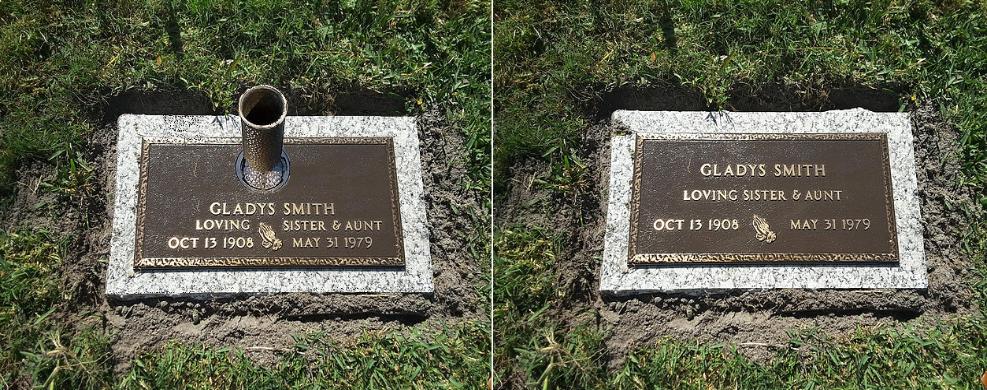 GLADYS SMITH
LOVING SISTER & AUNT
OCT 13 1908 MAY 31 1979
GLADYS SMITH
LOVING SISTER & AUNT
OCT 13 1908 MAY 31 1979